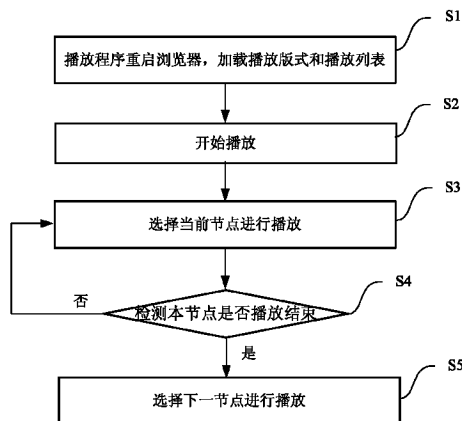 S1
播放程序重启浏览器，加载播放版式和播放列表
S2
开始播放
S3
选择当前节点进行播放
S4
否
检测本节点是否播放结束
是
S5
选择下一节点进行播放